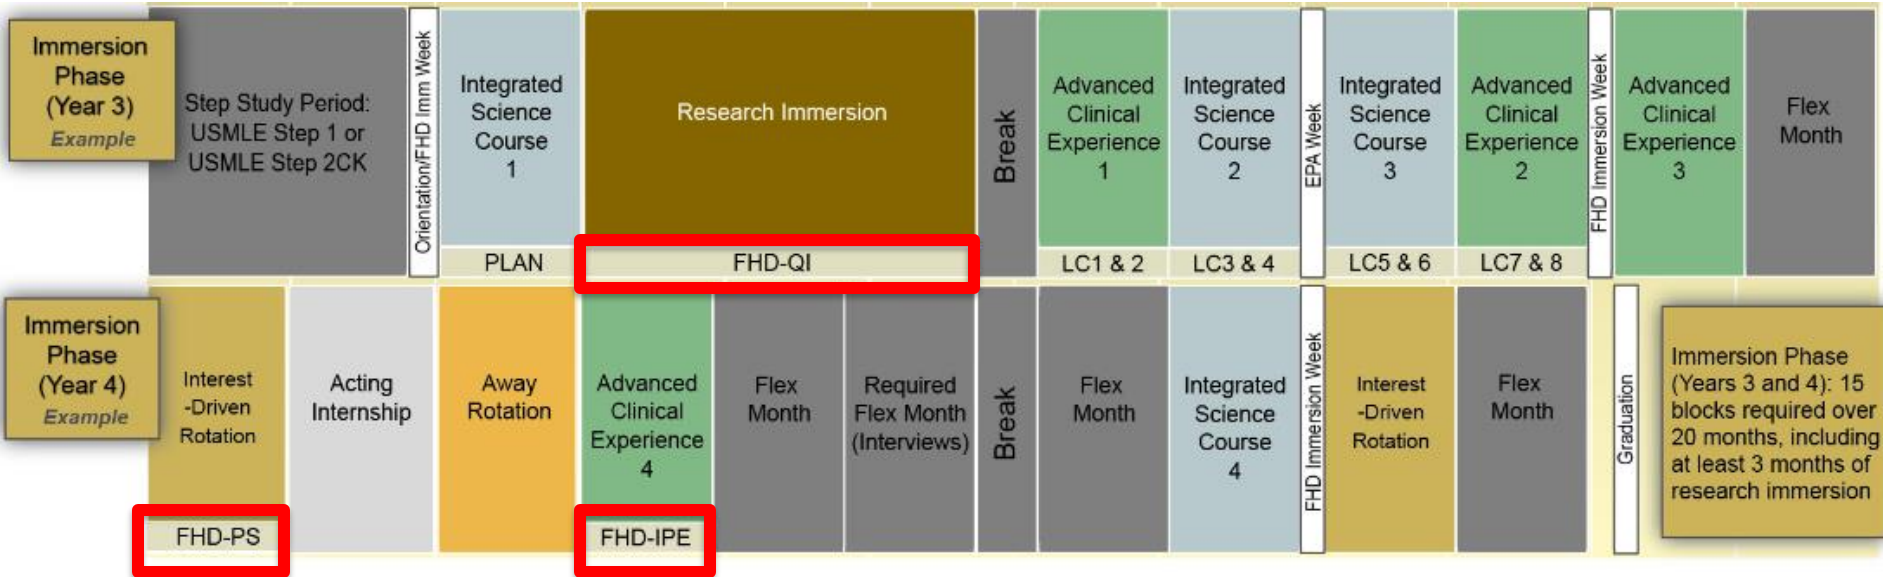 Immersion
Phase
(Year 3)
Example
Step Study Period:
USMLE Step 1 or
USMLE Step 2CK
Orientation/FHD Imm Week
Integrated
Science
Course
1
PLAN
Research Immersion
FHD-QI
Break
Advanced
Clinical
Experience
1
LC1 & 2
Integrated
Science
Course
2
LC3 & 4
EPA Week
Integrated
Science
Course
3
LC5 & 6
Advanced
Clinical
Experience
2
LC7 & 8
FHD Immersion Week
Advanced
Clinical
Experience
3
Flex
Month
Immersion
Phase
(Year 4)
Example
Interest
-Driven
Rotation
FHD-PS
Acting
Internship
Away
Rotation
Advanced
Clinical
Experience
4
FHD-IPE
Flex
Month
Required
Flex Month
(Interviews)
Break
Flex
Month
Integrated
Science
Course
4
FHD Immersion Week
Interest
-Driven
Rotation
Flex
Month
Graduation
Immersion Phase
(Years 3 and 4): 15
blocks required over
20 months, including
at least 3 months of
research immersion